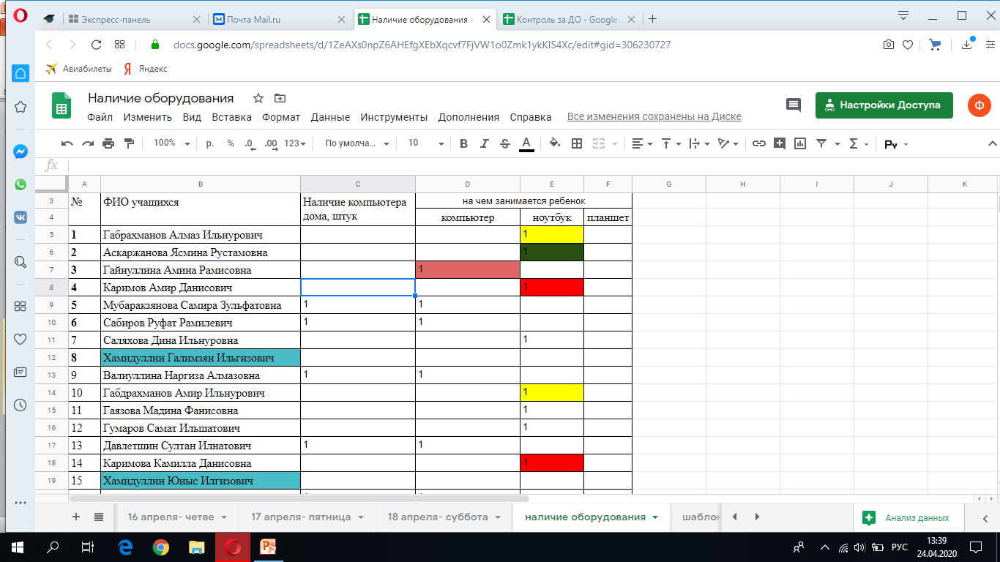 Экспресс-панель Почта Mail.ru Наличие оборудования - Контроль за ДО - Google
docs.google.com/spreadsheets/d/1ZeAXs0npZ6AHEfgXEbXqcvf7FjVW1o0Zmk1ykKlS4Xc/edit#gid=306230727
Авиабилеты Яндекс
Наличие оборудования
Файл Изменить Вид Вставка Формат Данные Инструменты Дополнения Справка Все изменения сохранены на Диске
Настройки Доступа Ф
100% р. % .0 .00 123 По умолча... 10 B I S A
fx
A B C D E F G H I J K
3 № ФИО учащихся Наличие компьютера на чем занимается ребенок
4 дома, штук компьютер ноутбук планшет
5 1 Габрахманов Алмаз Ильнурович 1
6 2 Аскаржанова Ясмина Рустамовна 1
7 3 Гайнуллина Амина Рамисовна 1
8 4 Каримов Амир Данисович 1
9 5 Мубаракзянова Самира Зульфатовна 1 1
10 6 Сабиров Руфат Рамилевич 1 1
11 7 Саляхова Дина Ильнуровна 1
12 8 Хамидуллин Галимзян Ильгизович
13 9 Валиуллина Наргиза Алмазовна 1 1
14 10 Габдрахманов Амир Ильнурович 1
15 11 Гаязова Мадина Фанисовна 1
16 12 Гумаров Самат Ильшатович 1
17 13 Давлетшин Султан Илнатович 1 1
18 14 Каримова Камилла Данисовна 1
19 15 Хамидуллин Юныс Илгизович
16 апреля- четве 17 апреля- пятница 18 апреля- суббота наличие оборудования шаблон Анализ данных
РУС 13:39
24.04.2020